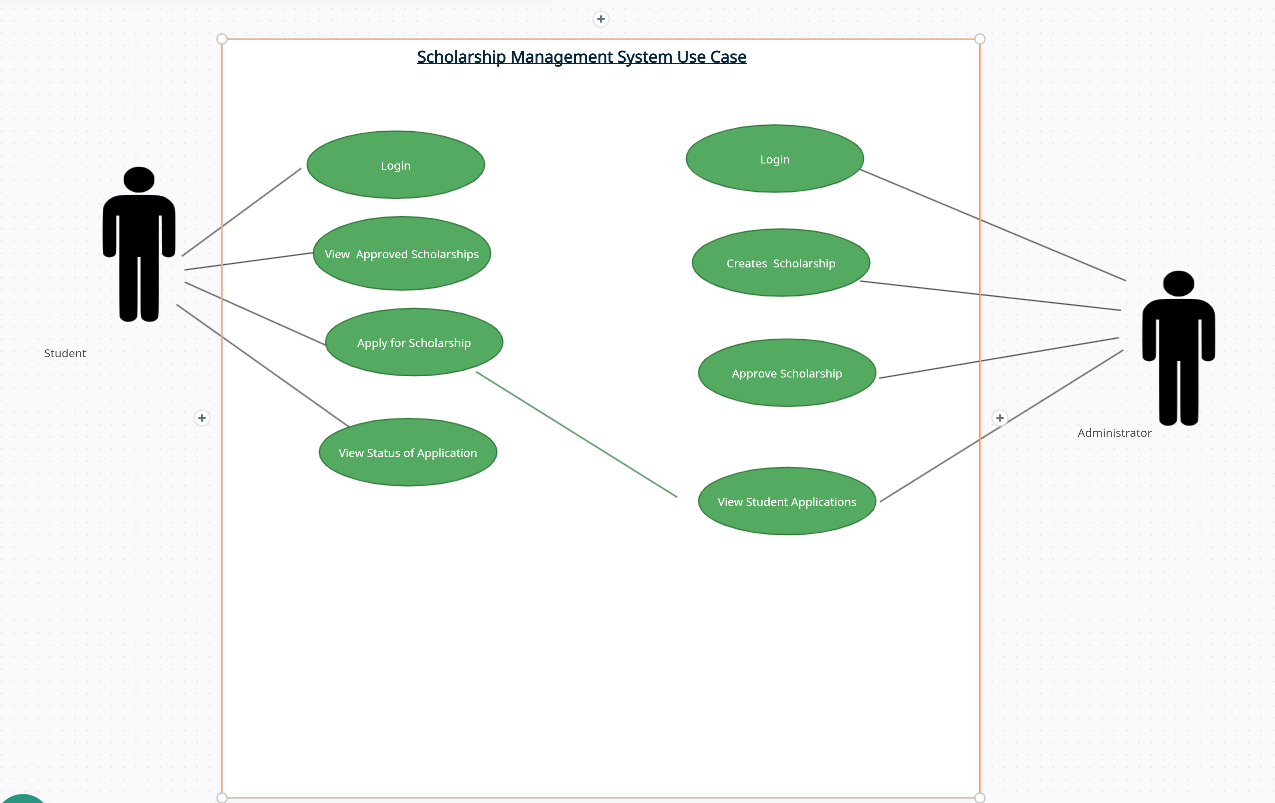 Scholarship Management System Use Case
Login
View  Approved Scholarships
Apply for Scholarship
View Status of Application
Student
Login
Creates  Scholarship
Approve Scholarship
View Student Applications
Administrator